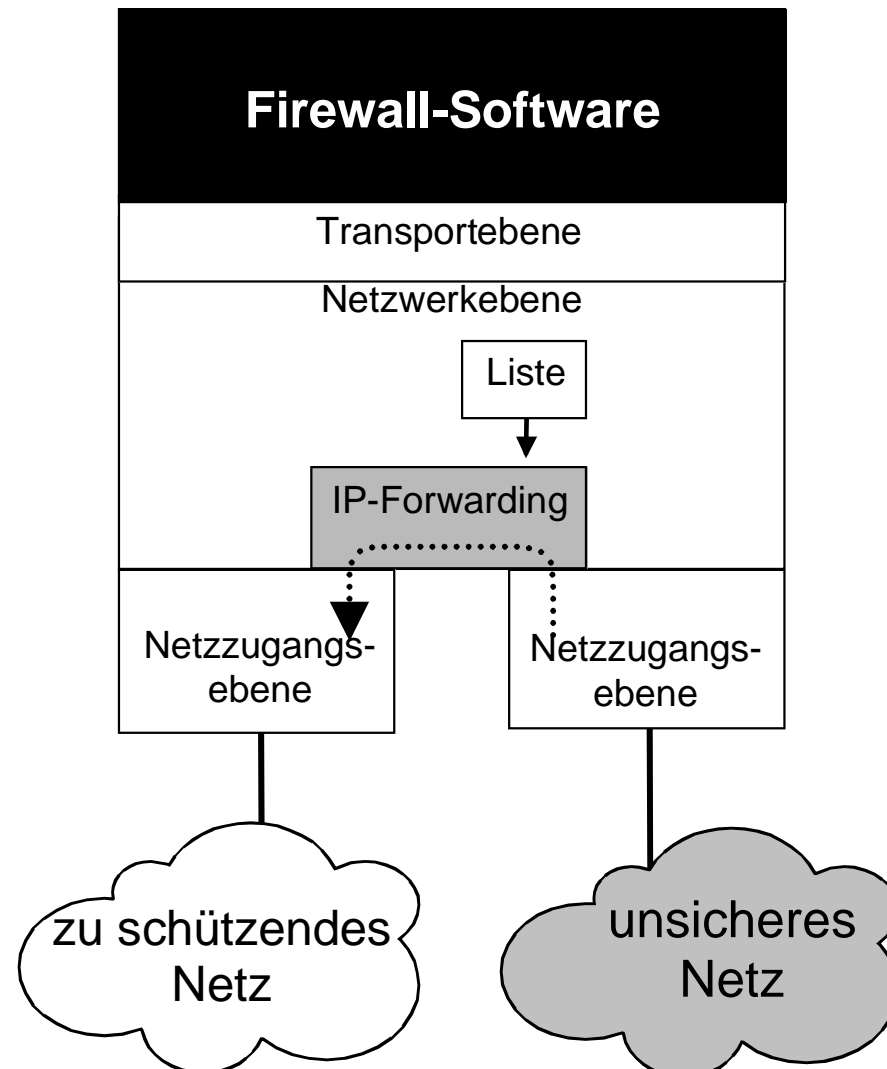 Firewall-Software
Transportebene
Netzwerkebene
Liste
IP-Forwarding
Netzzugangs-
ebene
Netzzugangs-
ebene
zu schützendes
Netz
unsicheres
Netz